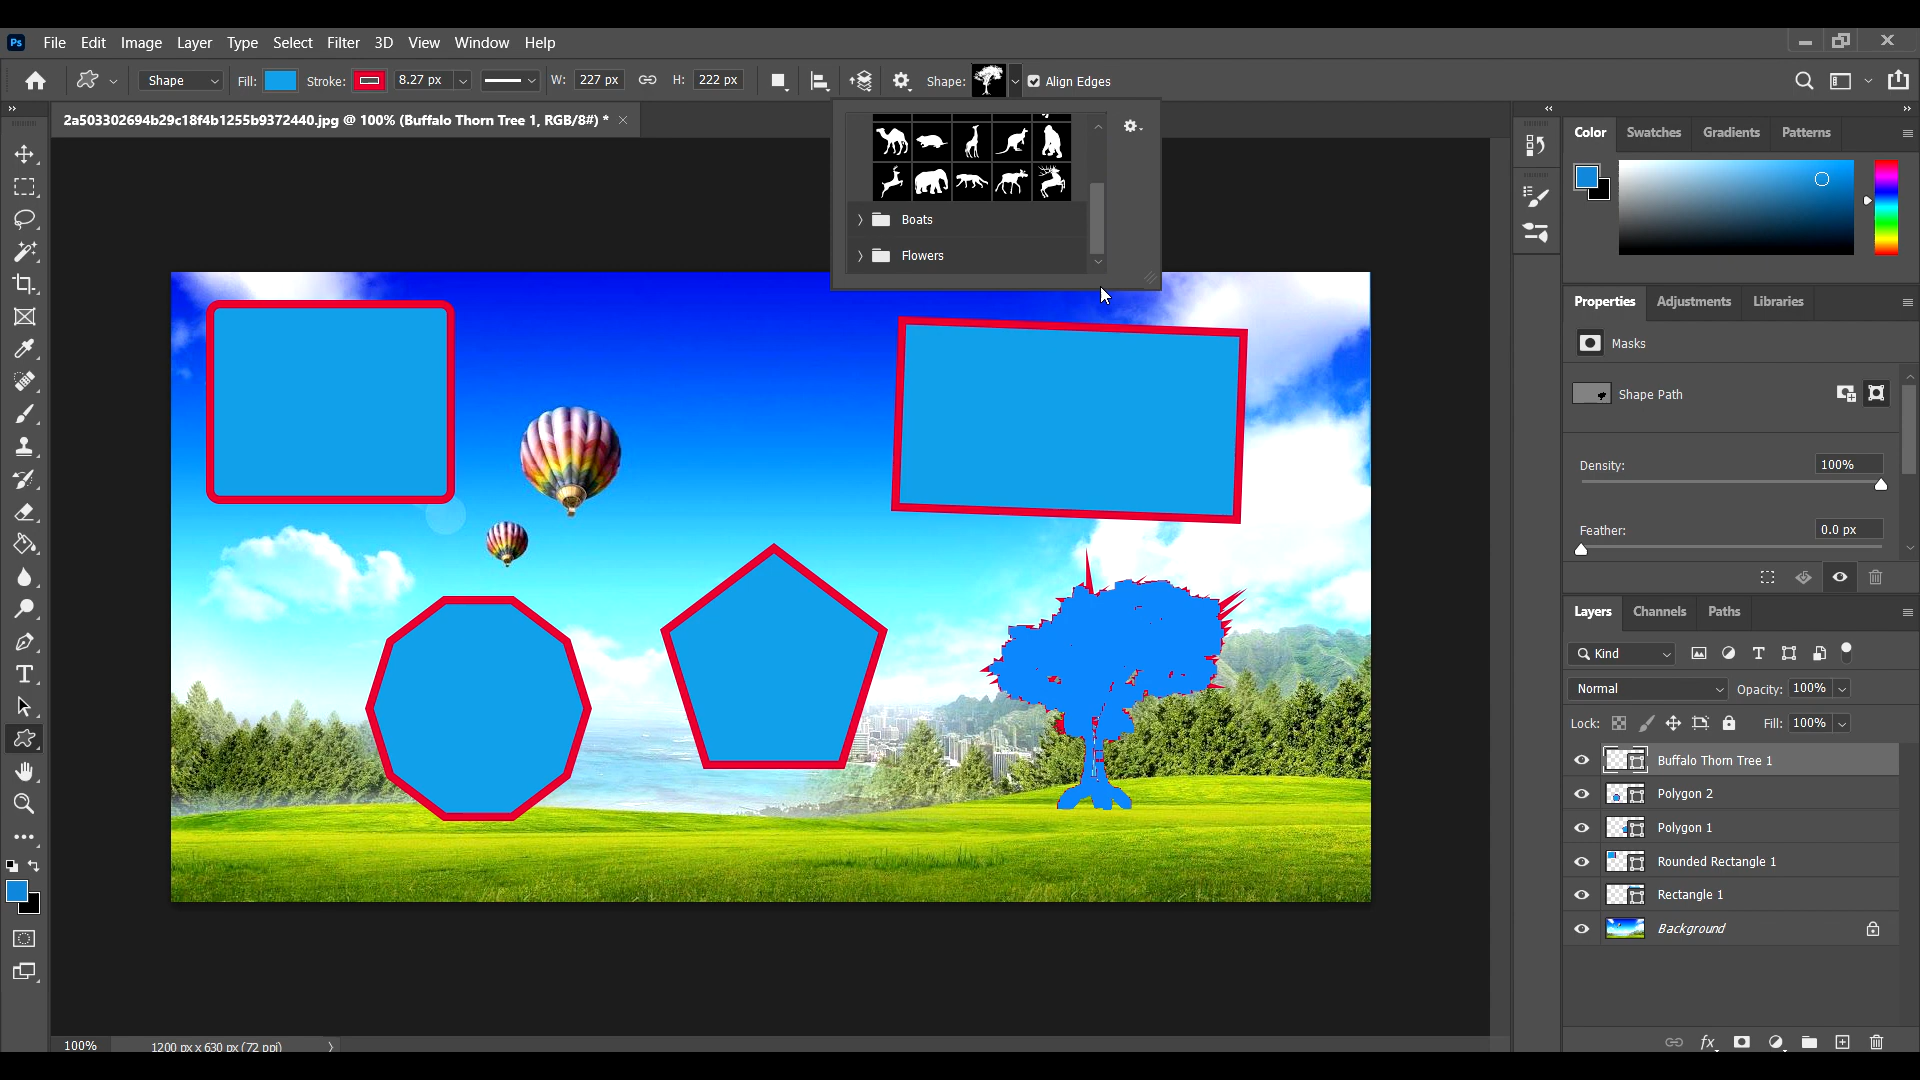 Ps File Edit Image Layer Type Select Filter 3D View Window Help
Shape Fill: Stroke: 8.27 px W: 227 px H: 222 px Shape: Align Edges
2a503302694b29c18f4b1255b9372440.jpg @ 100% (Buffalo Thorn Tree 1, RGB/8#) *
Boats
Flowers
Color Swatches Gradients Patterns
Properties Adjustments Libraries
Masks
Shape Path
Density: 100%
Feather: 0.0 px
Layers Channels Paths
Kind
Normal Opacity: 100%
Lock: Fill: 100%
Buffalo Thorn Tree 1
Polygon 2
Polygon 1
Rounded Rectangle 1
Rectangle 1
Background
fx
100% 1200 px x 630 px (72 ppi)